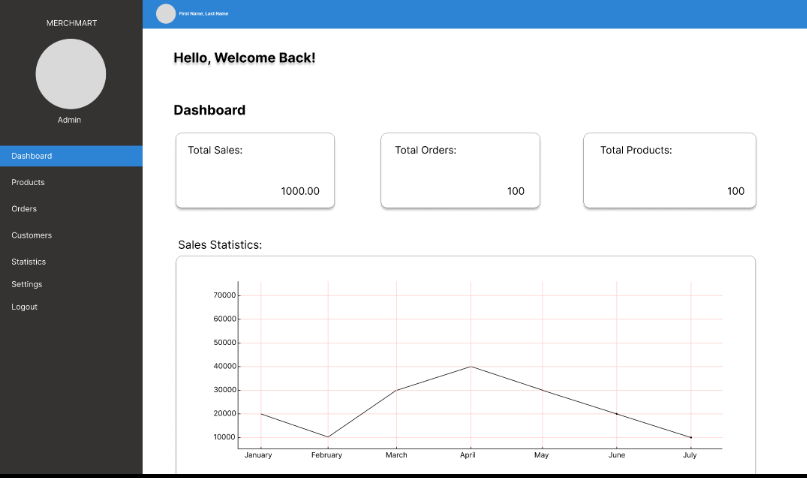 MERCHMART
Admin
Dashboard
Products
Orders
Customers
Statistics
Settings
Logout
First Name, Last Name
Hello, Welcome Back!
Dashboard
Total Sales:
1000.00
Total Orders:
100
Total Products:
100
Sales Statistics:
70000
60000
50000
40000
30000
20000
10000
January February March April May June July